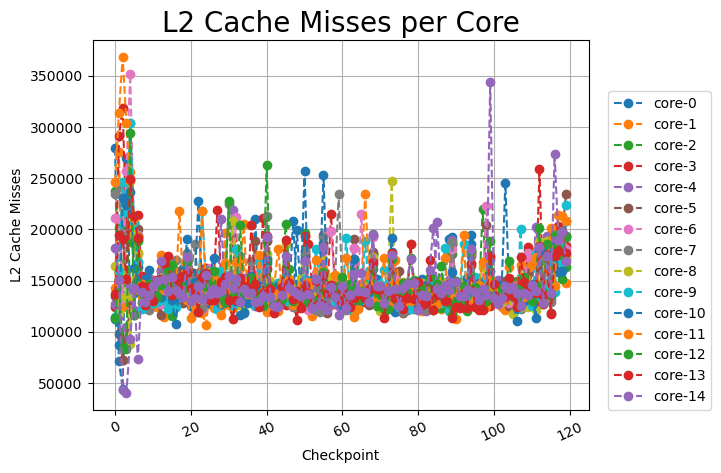 L2 Cache Misses per Core
350000
300000
250000
200000
150000
100000
50000
L2 Cache Misses
0
20
40
60
80
100
120
Checkpoint
core-0
core-1
core-2
core-3
core-4
core-5
core-6
core-7
core-8
core-9
core-10
core-11
core-12
core-13
core-14